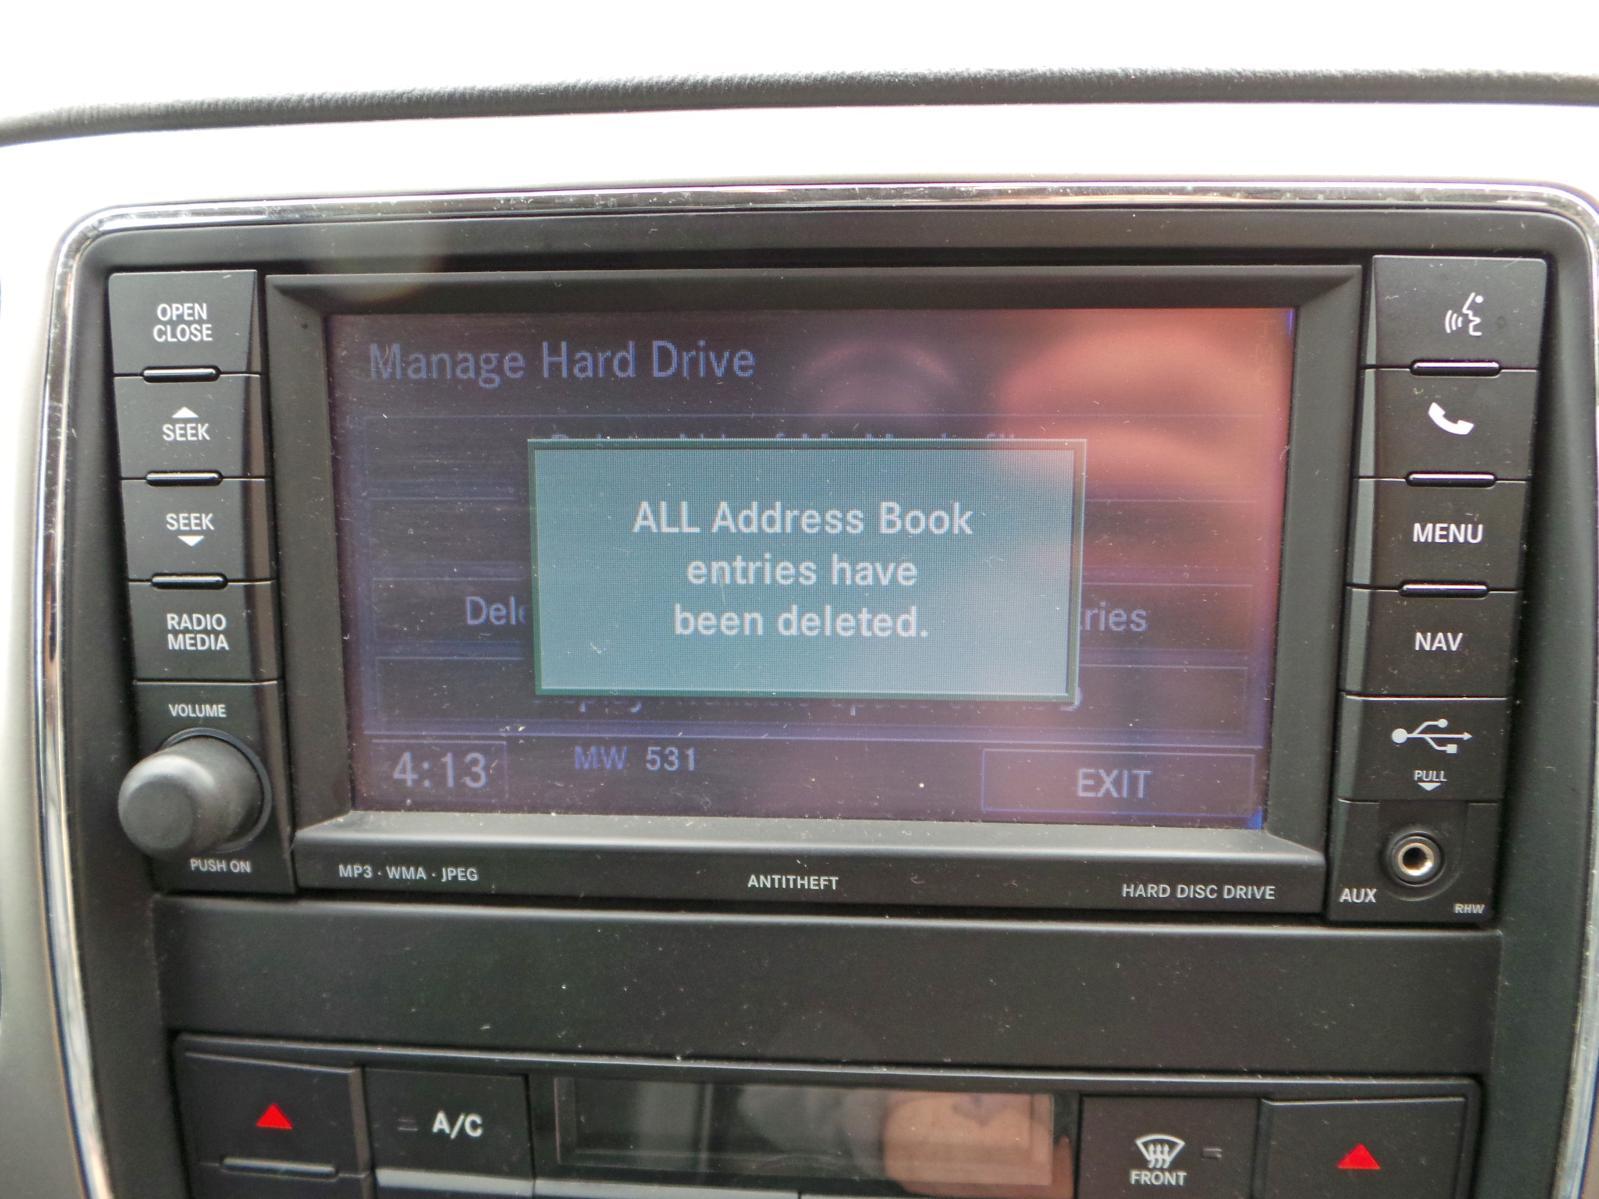 OPEN
CLOSE
SEEK
SEEK
RADIO
MEDIA
VOLUME
PUSH ON
Manage Hard Drive
ALL Address Book
entries have
been deleted.
4:13
MW 531
EXIT
MP3 · WMA · JPEG
ANTITHEFT
HARD DISC DRIVE
MENU
NAV
PULL
AUX
RHW
A/C
FRONT